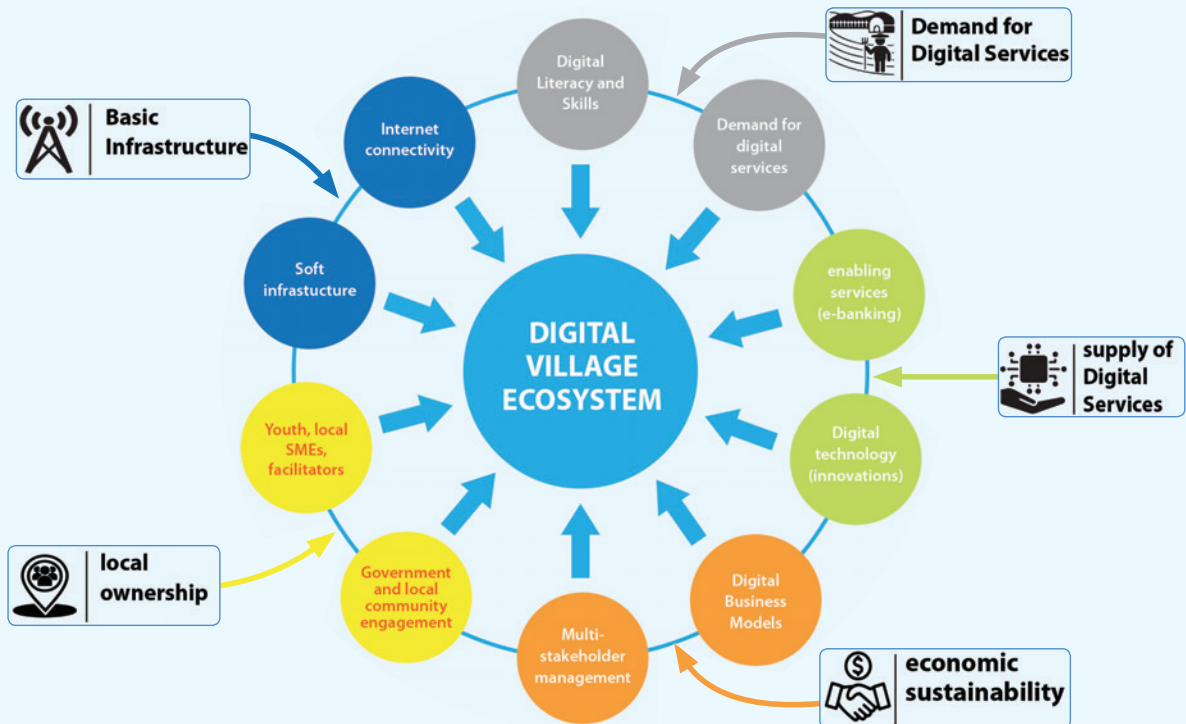 Demand for
Digital Services
Digital
Literacy and
Skills
Demand for
digital
services
Basic
Infrastructure
Internet
connectivity
Soft
infrastucture
enabling
services
(e-banking)
DIGITAL
VILLAGE
ECOSYSTEM
supply of
Digital
Services
Youth, local
SMEs,
facilitators
Digital
technology
(innovations)
local
ownership
Government
and local
community
engagement
Multi-
stakeholder
management
Digital
Business
Models
economic
sustainability